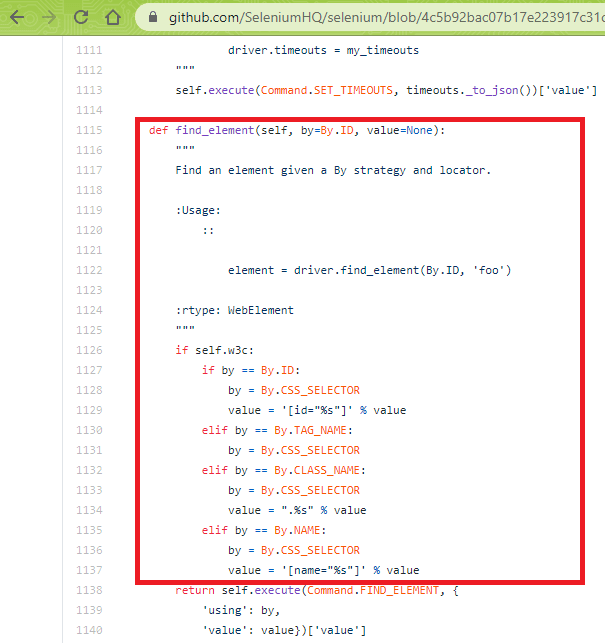 github.com/SeleniumHQ/selenium/blob/4c5b92bac07b17e223917c31c
1111 driver.timeouts = my_timeouts
1112 """
1113 self.execute(Command.SET_TIMEOUTS, timeouts._to_json())['value']
1114
1115 def find_element(self, by=By.ID, value=None):
1116 """
1117 Find an element given a By strategy and locator.
1118
1119 :Usage:
1120 ::
1121
1122 element = driver.find_element(By.ID, 'foo')
1123
1124 :rtype: WebElement
1125 """
1126 if self.w3c:
1127 if by == By.ID:
1128 by = By.CSS_SELECTOR
1129 value = '[id="%s"]' % value
1130 elif by == By.TAG_NAME:
1131 by = By.CSS_SELECTOR
1132 elif by == By.CLASS_NAME:
1133 by = By.CSS_SELECTOR
1134 value = ".%s" % value
1135 elif by == By.NAME:
1136 by = By.CSS_SELECTOR
1137 value = '[name="%s"]' % value
1138 return self.execute(Command.FIND_ELEMENT, {
1139 'using': by,
1140 'value': value})['value']